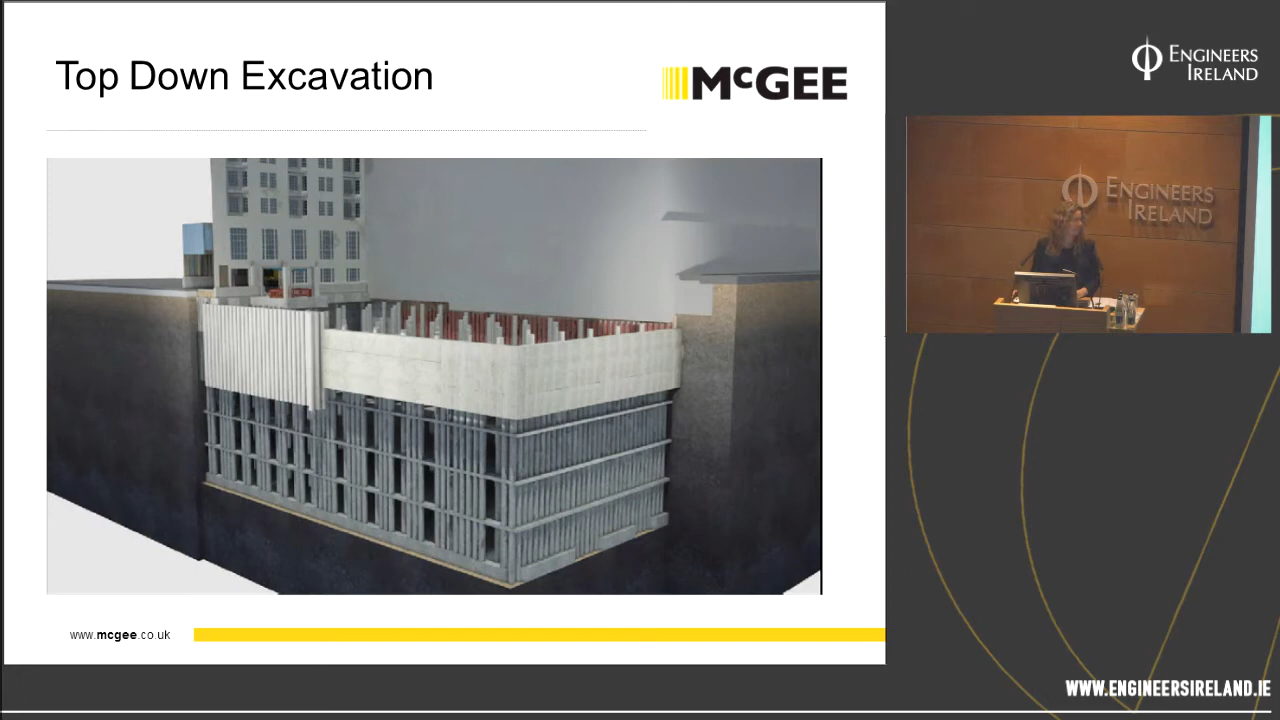 Top Down Excavation
McGEE
www.mcgee.co.uk
ENGINEERS
IRELAND
ENGINEERS
IRELAND
WWW.ENGINEERSIRELAND.IE